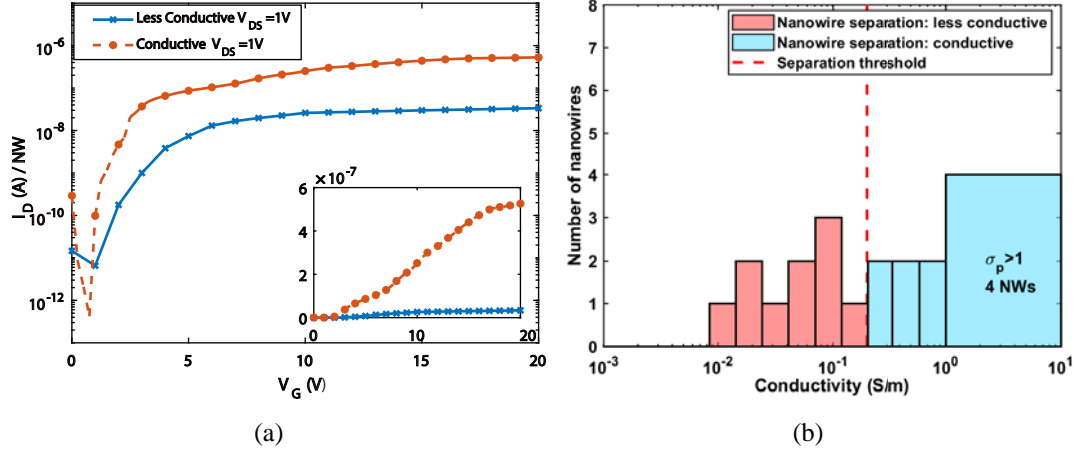 Less Conductive V_DS =1V
Conductive V_DS =1V
I_D (A) / NW
10^-6
10^-8
10^-10
10^-12
0 5 10 15 20
V_G (V)
×10^-7
6
4
2
0
0 10 20
(a)
Nanowire separation: less conductive
Nanowire separation: conductive
Separation threshold
Number of nanowires
8
7
6
5
4
3
2
1
0
σ_p>1
4 NWs
10^-3 10^-2 10^-1 10^0 10^1
Conductivity (S/m)
(b)